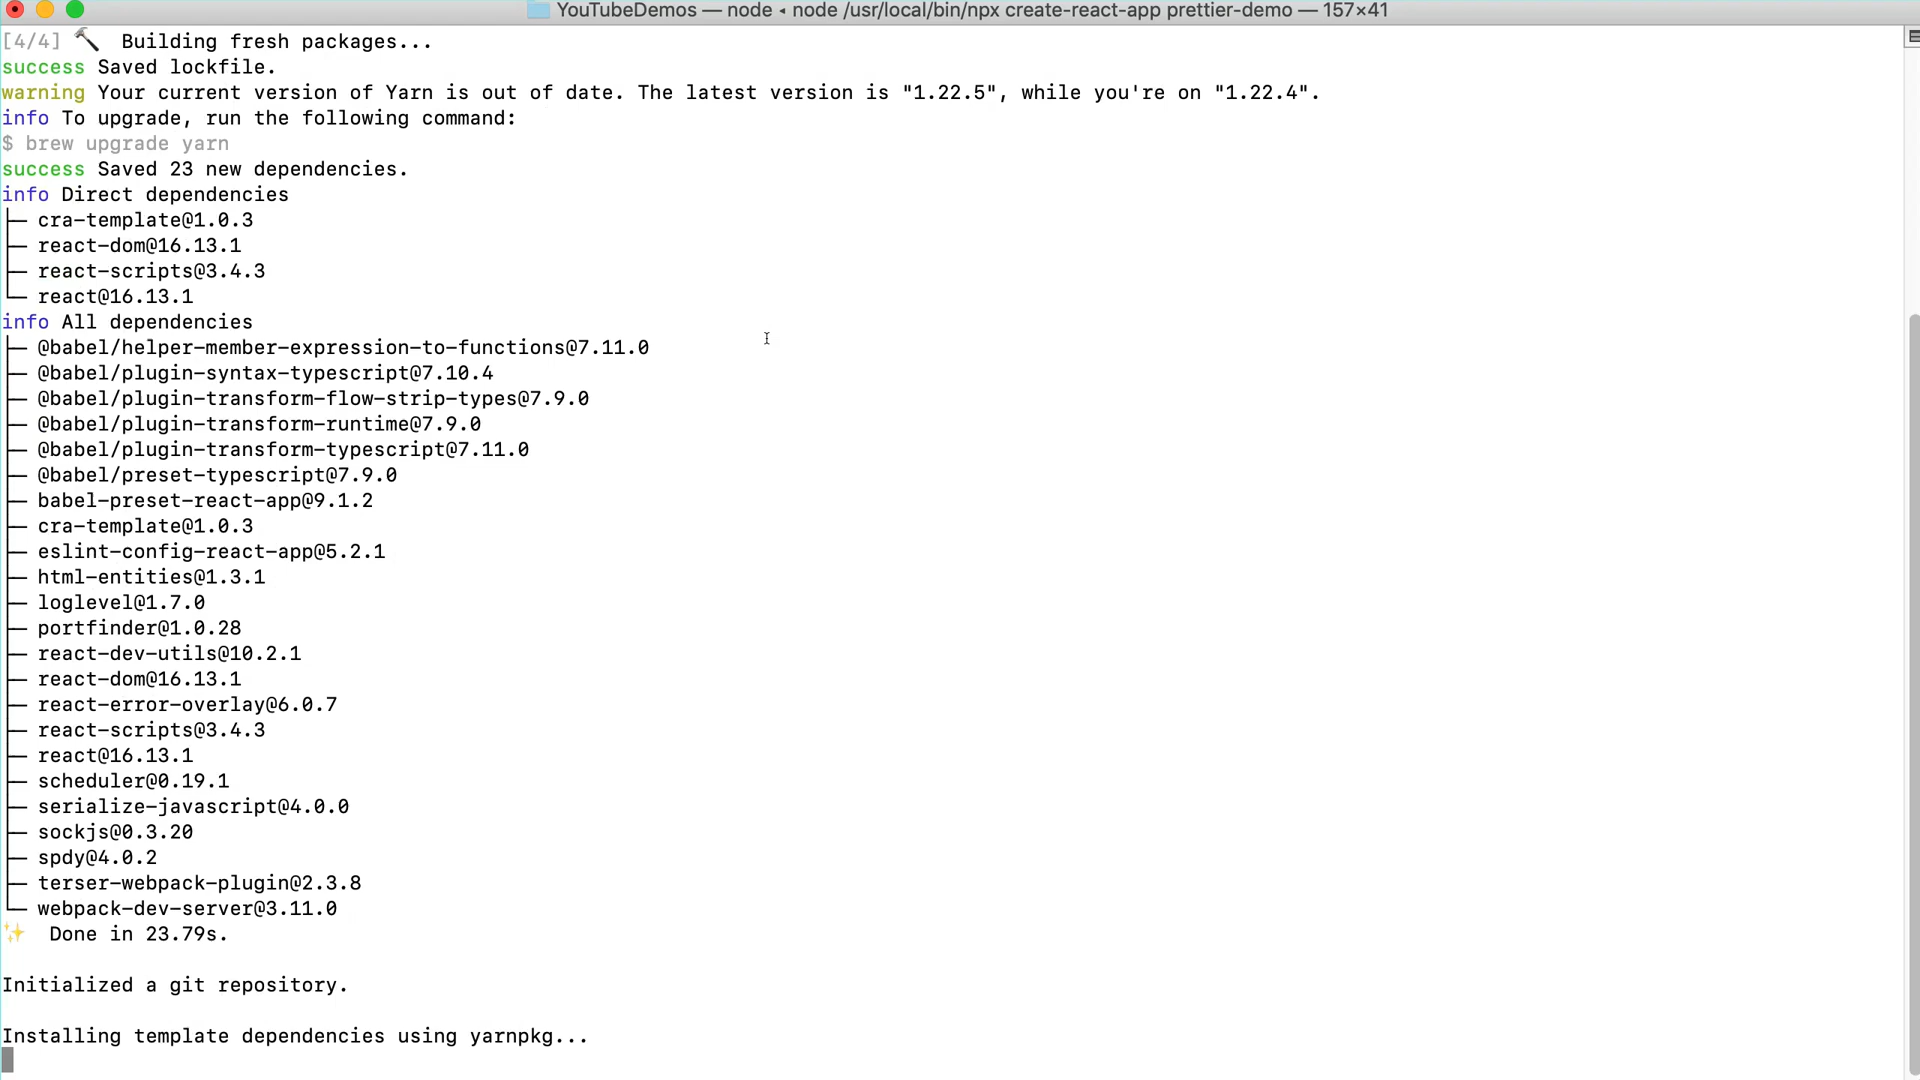 YouTubeDemos — node ◂ node /usr/local/bin/npx create-react-app prettier-demo — 157×41
[4/4] 🔨  Building fresh packages...
success Saved lockfile.
warning Your current version of Yarn is out of date. The latest version is "1.22.5", while you're on "1.22.4".
info To upgrade, run the following command:
$ brew upgrade yarn
success Saved 23 new dependencies.
info Direct dependencies
├─ cra-template@1.0.3
├─ react-dom@16.13.1
├─ react-scripts@3.4.3
└─ react@16.13.1
info All dependencies
├─ @babel/helper-member-expression-to-functions@7.11.0
├─ @babel/plugin-syntax-typescript@7.10.4
├─ @babel/plugin-transform-flow-strip-types@7.9.0
├─ @babel/plugin-transform-runtime@7.9.0
├─ @babel/plugin-transform-typescript@7.11.0
├─ @babel/preset-typescript@7.9.0
├─ babel-preset-react-app@9.1.2
├─ cra-template@1.0.3
├─ eslint-config-react-app@5.2.1
├─ html-entities@1.3.1
├─ loglevel@1.7.0
├─ portfinder@1.0.28
├─ react-dev-utils@10.2.1
├─ react-dom@16.13.1
├─ react-error-overlay@6.0.7
├─ react-scripts@3.4.3
├─ react@16.13.1
├─ scheduler@0.19.1
├─ serialize-javascript@4.0.0
├─ sockjs@0.3.20
├─ spdy@4.0.2
├─ terser-webpack-plugin@2.3.8
└─ webpack-dev-server@3.11.0
✨  Done in 23.79s.
Initialized a git repository.
Installing template dependencies using yarnpkg...